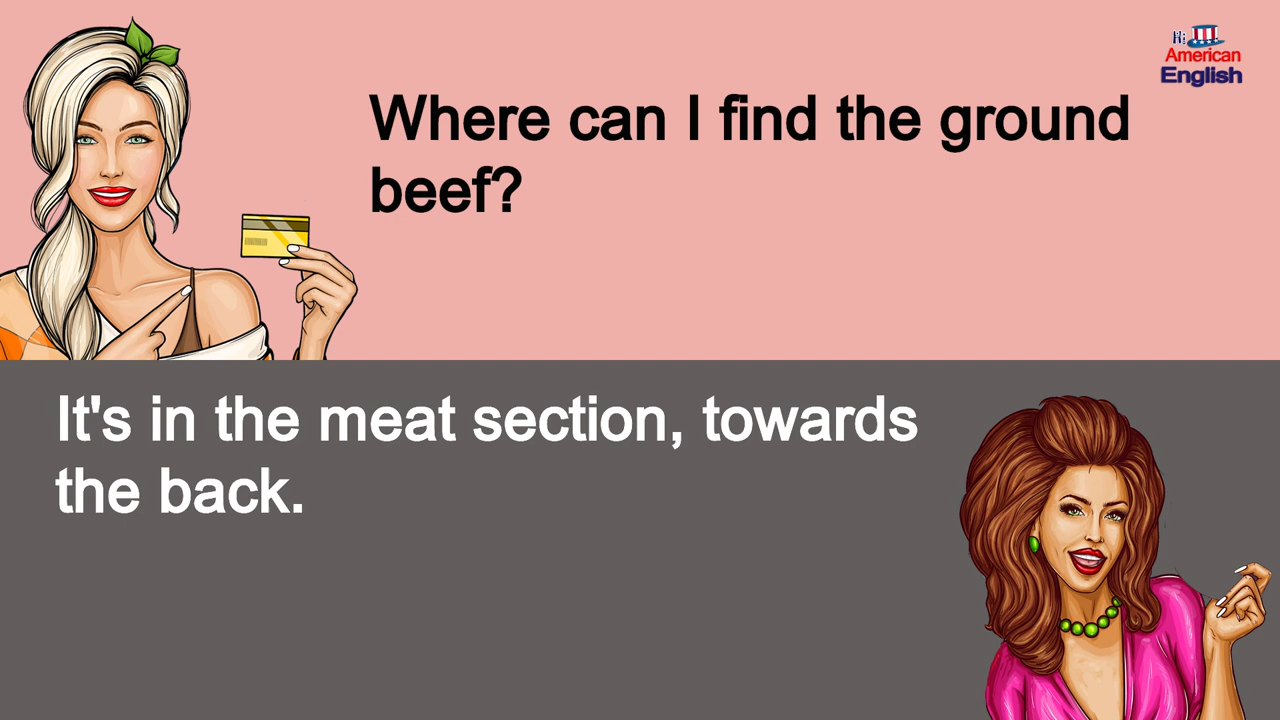 Hi
American
English
Where can I find the ground
beef?
It's in the meat section, towards
the back.